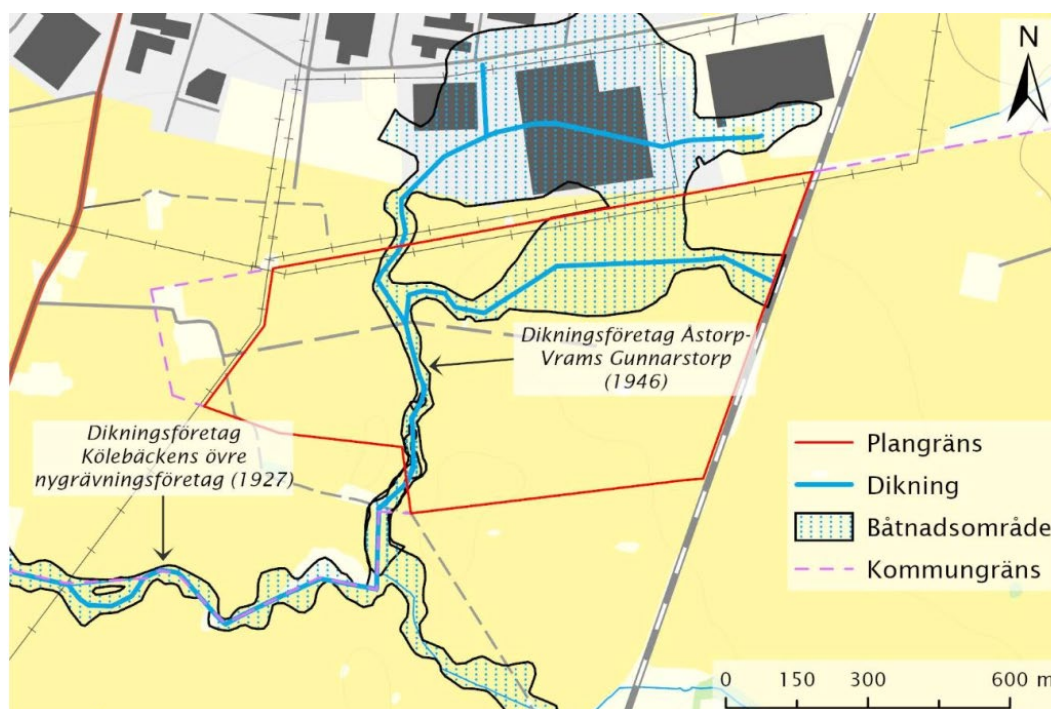 N
Dikningsföretag Åstorp-
Vrams Gunnarstorp
(1946)
Dikningsföretag
Kölebäckens övre
nygrävningsföretag (1927)
Plangräns
Dikning
Båtnadsområde
Kommungräns
0 150 300 600 m